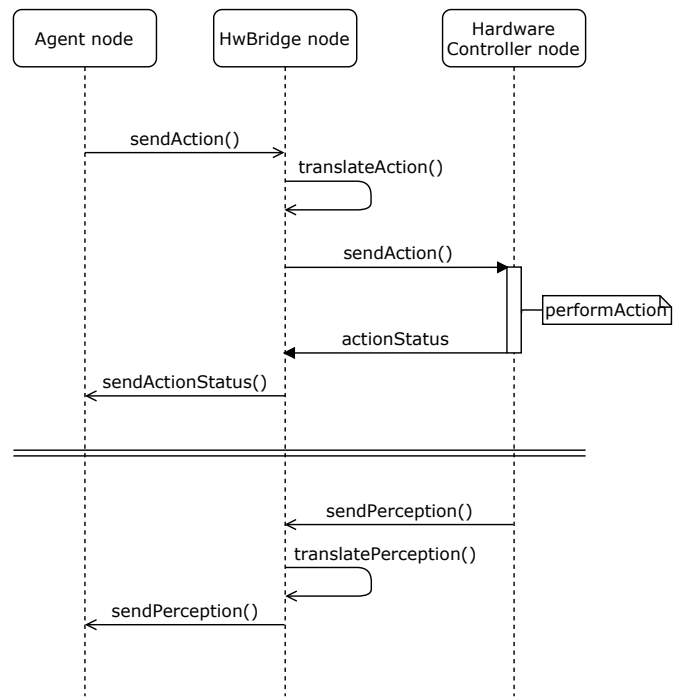 Agent node
HwBridge node
Hardware
Controller node
sendAction()
translateAction()
sendAction()
performAction
actionStatus
sendActionStatus()
sendPerception()
translatePerception()
sendPerception()